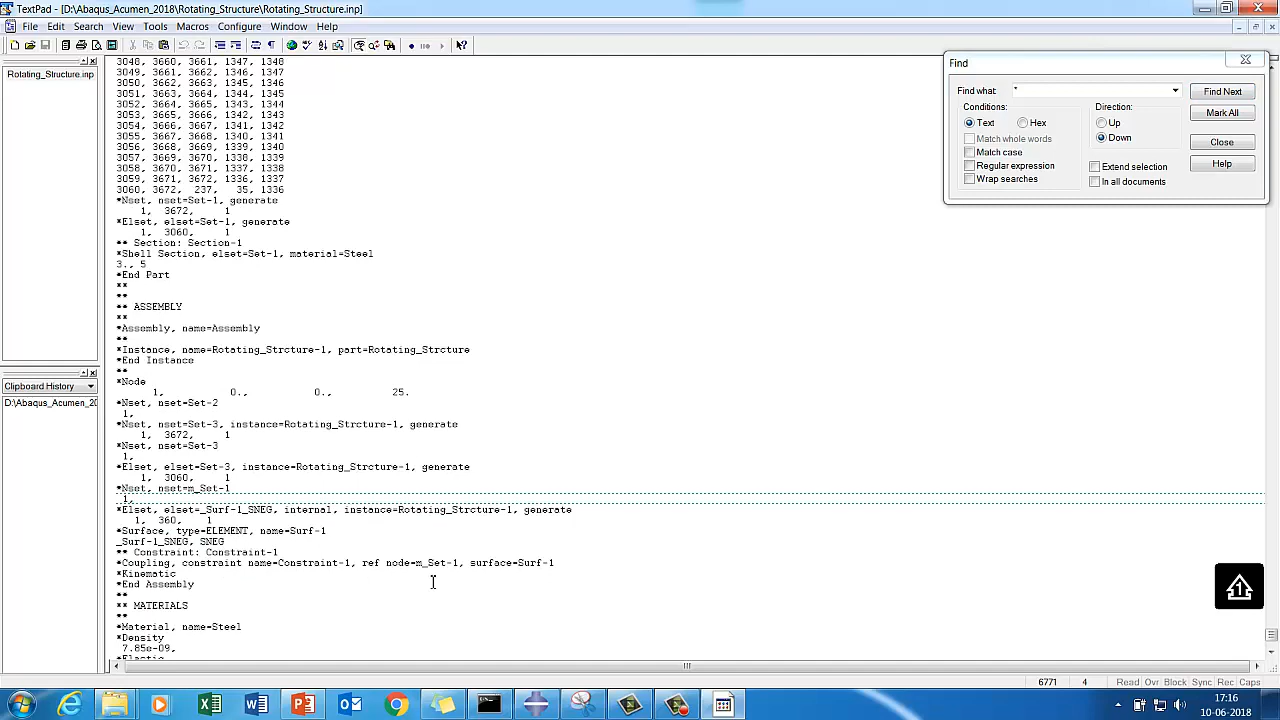 TextPad - [D:\Abaqus_Acumen_2018\Rotating_Structure\Rotating_Structure.inp]
File Edit Search View Tools Macros Configure Window Help
Rotating_Structure.inp
Clipboard History
D:\Abaqus_Acumen_20
3048, 3660, 3661, 1347, 1348
3049, 3661, 3662, 1346, 1347
3050, 3662, 3663, 1345, 1346
3051, 3663, 3664, 1344, 1345
3052, 3664, 3665, 1343, 1344
3053, 3665, 3666, 1342, 1343
3054, 3666, 3667, 1341, 1342
3055, 3667, 3668, 1340, 1341
3056, 3668, 3669, 1339, 1340
3057, 3669, 3670, 1338, 1339
3058, 3670, 3671, 1337, 1338
3059, 3671, 3672, 1336, 1337
3060, 3672, 237, 35, 1336
*Nset, nset=Set-1, generate
1, 3672, 1
*Elset, elset=Set-1, generate
1, 3060, 1
** Section: Section-1
*Shell Section, elset=Set-1, material=Steel
3., 5
*End Part
**
**
** ASSEMBLY
**
*Assembly, name=Assembly
**
*Instance, name=Rotating_Strcture-1, part=Rotating_Strcture
*End Instance
**
*Node
1, 0., 0., 25.
*Nset, nset=Set-2
1,
*Nset, nset=Set-3, instance=Rotating_Strcture-1, generate
1, 3672, 1
*Nset, nset=Set-3
1,
*Elset, elset=Set-3, instance=Rotating_Strcture-1, generate
1, 3060, 1
*Nset, nset=m_Set-1
1,
*Elset, elset=_Surf-1_SNEG, internal, instance=Rotating_Strcture-1, generate
1, 360, 1
*Surface, type=ELEMENT, name=Surf-1
_Surf-1_SNEG, SNEG
** Constraint: Constraint-1
*Coupling, constraint name=Constraint-1, ref node=m_Set-1, surface=Surf-1
*Kinematic
*End Assembly
**
** MATERIALS
**
*Material, name=Steel
*Density
7.85e-09,
*Elastic
Find
Find what: * Find Next
Conditions: Direction: Mark All
Text Hex Up
Match whole words Down Close
Match case
Regular expression Extend selection Help
Wrap searches In all documents
1
6771 4 Read Ovr Block Sync Rec Caps
17:16
10-06-2018